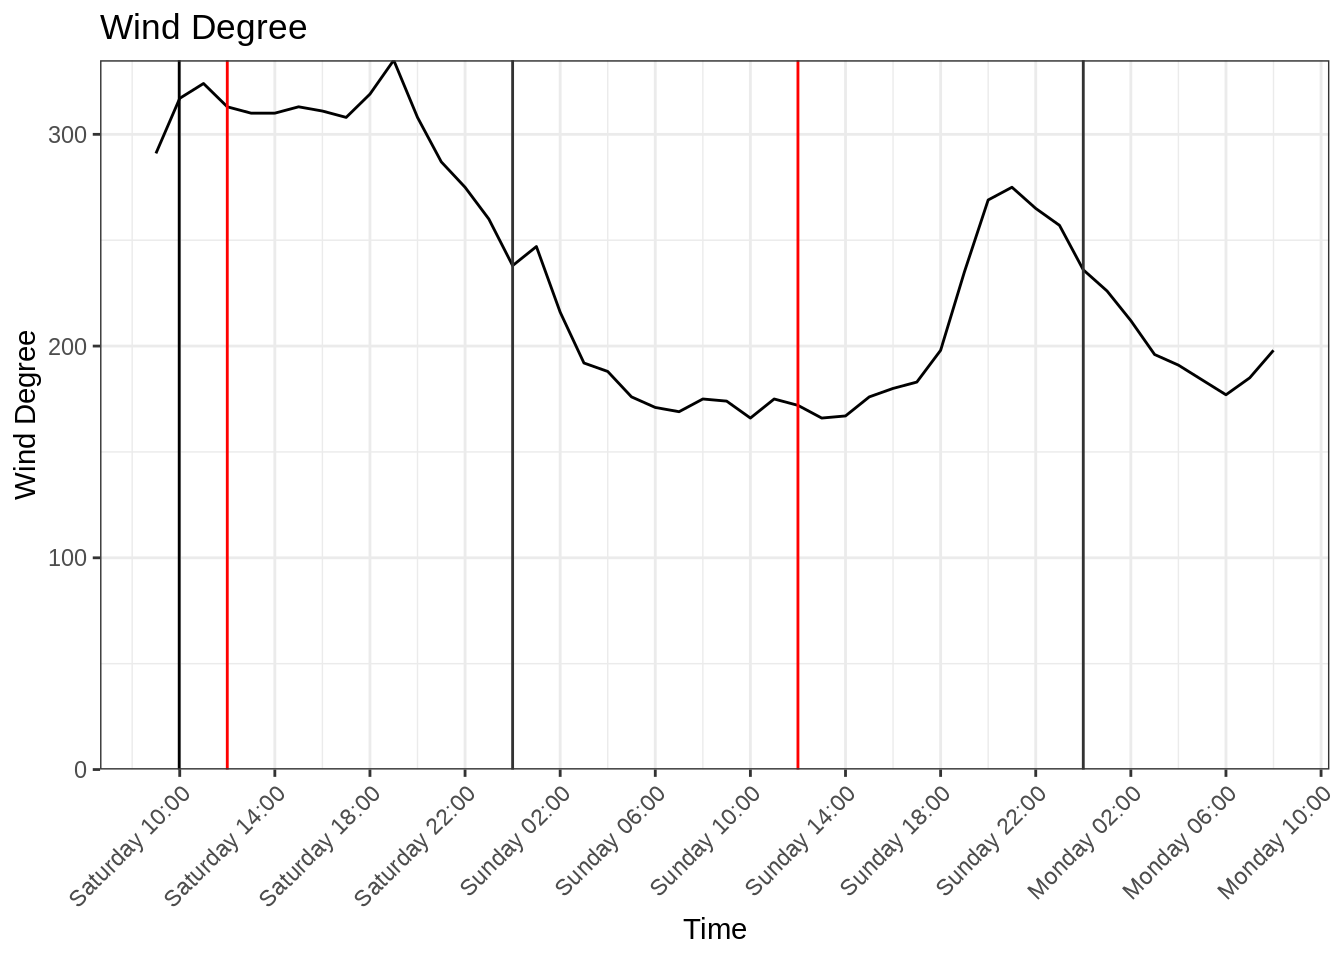 Wind Degree
Wind Degree
300
200
100
0
Saturday 10:00
Saturday 14:00
Saturday 18:00
Saturday 22:00
Sunday 02:00
Sunday 06:00
Sunday 10:00
Sunday 14:00
Sunday 18:00
Sunday 22:00
Monday 02:00
Monday 06:00
Monday 10:00
Time